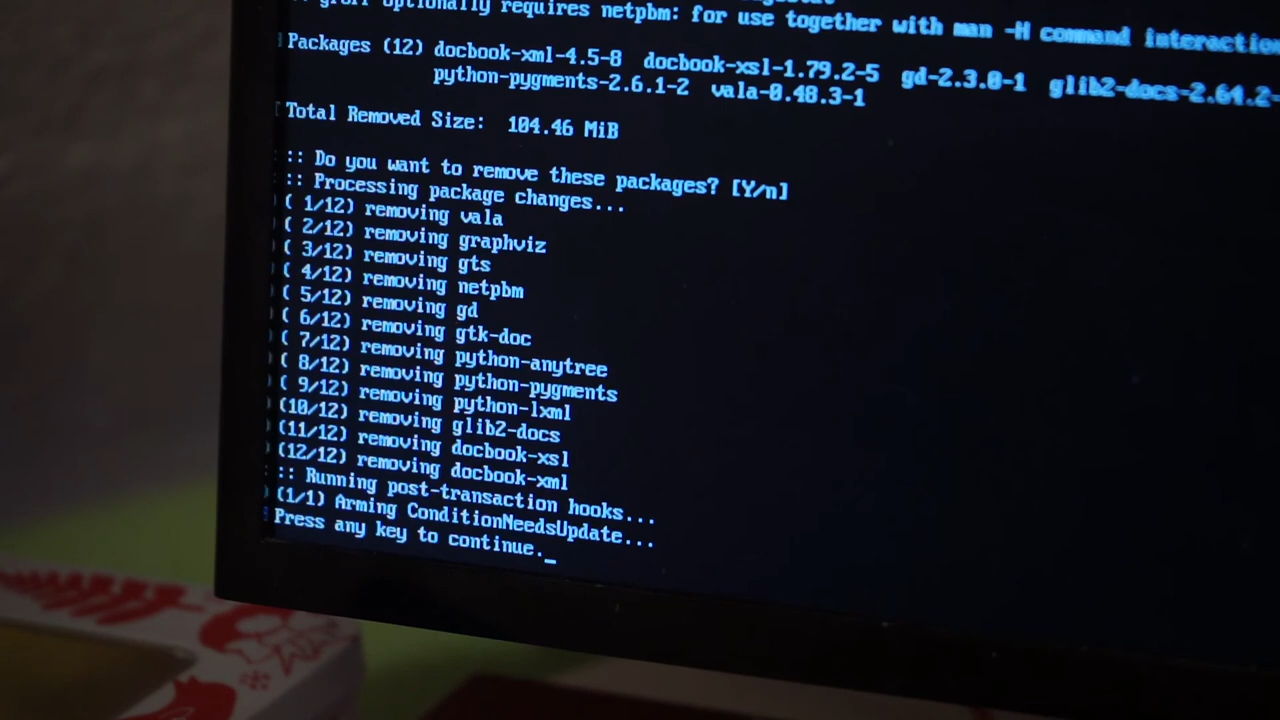 :: groff optionally requires netpbm: for use together with man -H command interaction
Packages (12) docbook-xml-4.5-8 docbook-xsl-1.79.2-5 gd-2.3.0-1 glib2-docs-2.64.2-
python-pygments-2.6.1-2 vala-0.48.3-1
Total Removed Size: 104.46 MiB
:: Do you want to remove these packages? [Y/n]
:: Processing package changes...
( 1/12) removing vala
( 2/12) removing graphviz
( 3/12) removing gts
( 4/12) removing netpbm
( 5/12) removing gd
( 6/12) removing gtk-doc
( 7/12) removing python-anytree
( 8/12) removing python-pygments
( 9/12) removing python-lxml
(10/12) removing glib2-docs
(11/12) removing docbook-xsl
(12/12) removing docbook-xml
:: Running post-transaction hooks...
(1/1) Arming ConditionNeedsUpdate...
Press any key to continue._